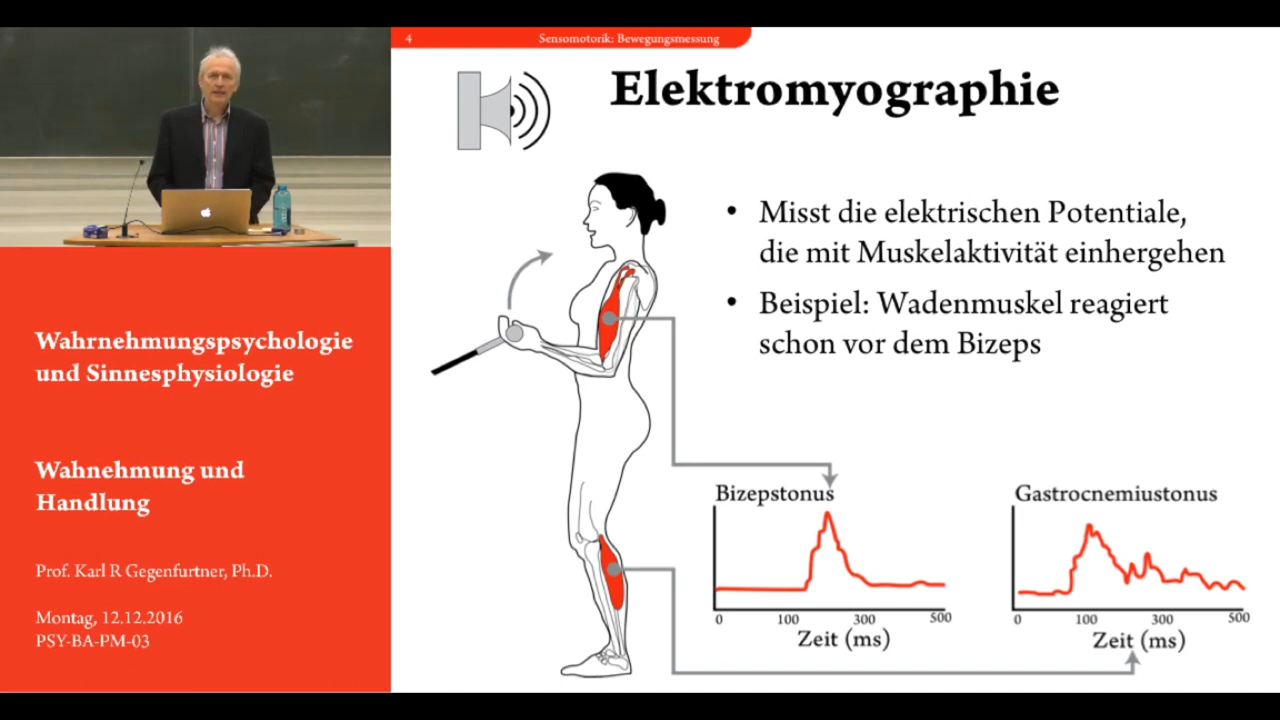 4
Sensomotorik: Bewegungsmessung
Elektromyographie
• Misst die elektrischen Potentiale,
die mit Muskelaktivität einhergehen
• Beispiel: Wadenmuskel reagiert
schon vor dem Bizeps
Wahrnehmungspsychologie
und Sinnesphysiologie
Wahnehmung und
Handlung
Prof. Karl R Gegenfurtner, Ph.D.
Montag, 12.12.2016
PSY-BA-PM-03
Bizepstonus
0 100 300 500
Zeit (ms)
Gastrocnemiustonus
0 100 300 500
Zeit (ms)